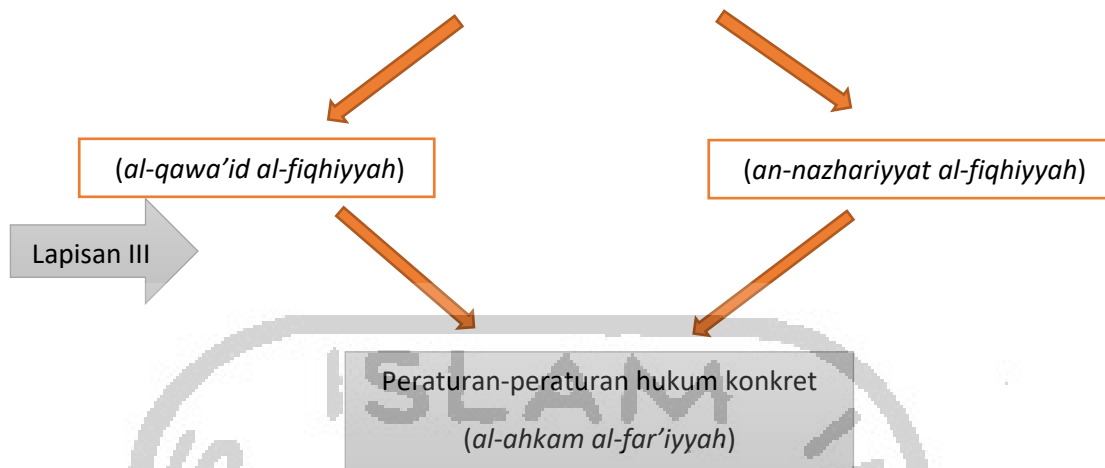 (al-qawa’id al-fiqhiyyah)
(an-nazhariyyat al-fiqhiyyah)
Lapisan III
ISLAM
Peraturan-peraturan hukum konkret
(al-ahkam al-far’iyyah)